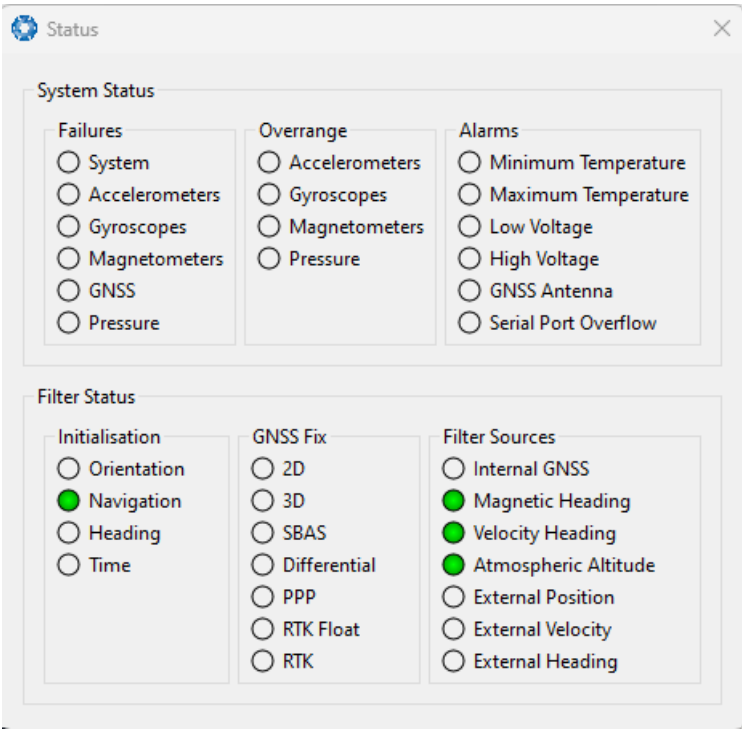 Status
System Status
Failures
System
Accelerometers
Gyroscopes
Magnetometers
GNSS
Pressure
Overrange
Accelerometers
Gyroscopes
Magnetometers
Pressure
Alarms
Minimum Temperature
Maximum Temperature
Low Voltage
High Voltage
GNSS Antenna
Serial Port Overflow
Filter Status
Initialisation
Orientation
Navigation
Heading
Time
GNSS Fix
2D
3D
SBAS
Differential
PPP
RTK Float
RTK
Filter Sources
Internal GNSS
Magnetic Heading
Velocity Heading
Atmospheric Altitude
External Position
External Velocity
External Heading